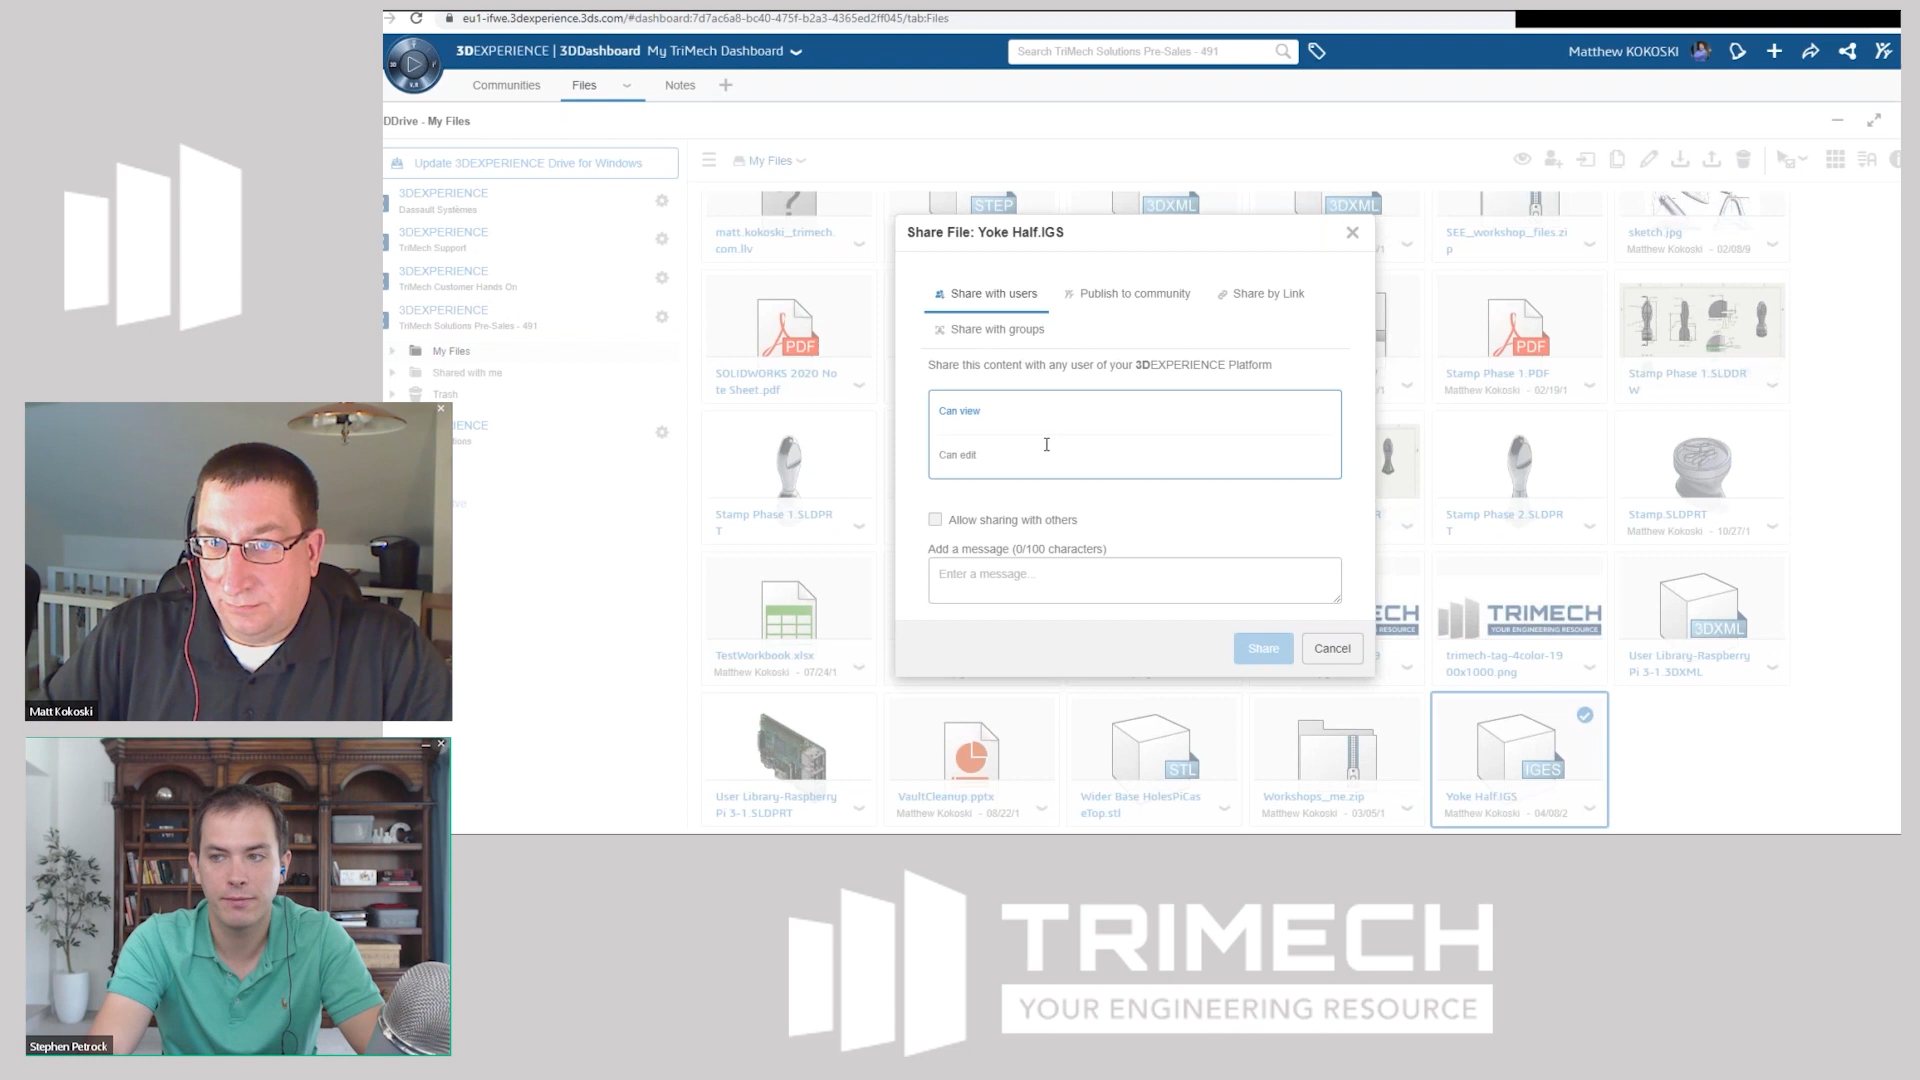 eu1-ifwe.3dexperience.3ds.com/#dashboard:7d7ac6a8-bc40-475f-b2a3-4365ed2ff045/tab:Files
3DEXPERIENCE | 3DDashboard My TriMech Dashboard
Search TriMech Solutions Pre-Sales - 491
Matthew KOKOSKI
Communities
Files
Notes
DDrive - My Files
Update 3DEXPERIENCE Drive for Windows
My Files
3DEXPERIENCE
Dassault Systèmes
3DEXPERIENCE
TriMech Support
3DEXPERIENCE
TriMech Customer Hands On
3DEXPERIENCE
TriMech Solutions Pre-Sales - 491
My Files
Shared with me
Trash
IENCE
tions
STEP
3DXML
3DXML
matt.kokoski_trimech.
com.llv
SEE_workshop_files.zi
p
sketch.jpg
Matthew Kokoski - 02/08/9
PDF
SOLIDWORKS 2020 No
te Sheet.pdf
PDF
Stamp Phase 1.PDF
Matthew Kokoski - 02/19/1
Stamp Phase 1.SLDDR
W
Stamp Phase 1.SLDPR
T
Stamp Phase 2.SLDPR
T
Stamp.SLDPRT
Matthew Kokoski - 10/27/1
TestWorkbook.xlsx
Matthew Kokoski - 07/24/1
ECH
RESOURCE
TRIMECH
YOUR ENGINEERING RESOURCE
trimech-tag-4color-19
00x1000.png
3DXML
User Library-Raspberry
Pi 3-1.3DXML
User Library-Raspberry
Pi 3-1.SLDPRT
VaultCleanup.pptx
Matthew Kokoski - 08/22/1
STL
Wider Base HolesPiCas
eTop.stl
Workshops_me.zip
Matthew Kokoski - 03/05/1
IGES
Yoke Half.IGS
Matthew Kokoski - 04/08/2
Share File: Yoke Half.IGS
Share with users
Publish to community
Share by Link
Share with groups
Share this content with any user of your 3DEXPERIENCE Platform
Can view
Can edit
Allow sharing with others
Add a message (0/100 characters)
Enter a message...
Share
Cancel
Matt Kokoski
Stephen Petrock
TRIMECH
YOUR ENGINEERING RESOURCE